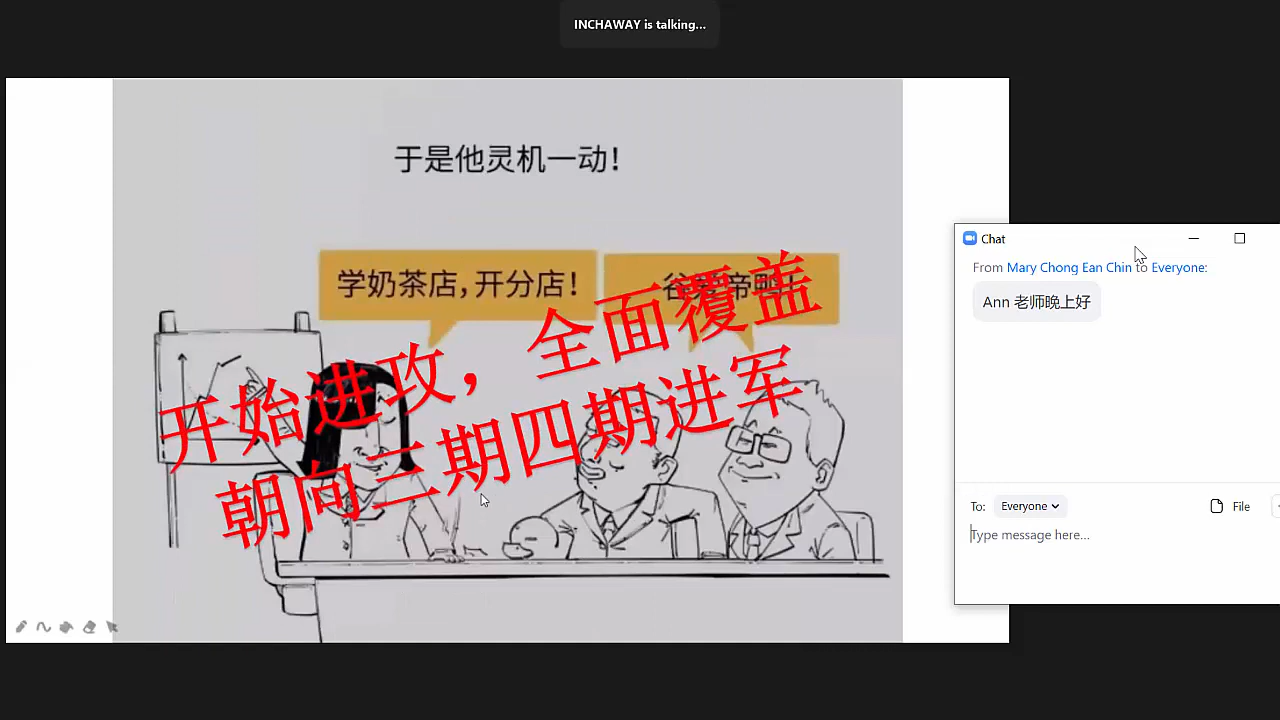 INCHAWAY is talking...
于是他灵机一动！
学奶茶店，开分店！
开始进攻，全面覆盖
朝向三期四期进军
Chat
From Mary Chong Ean Chin to Everyone:
Ann 老师晚上好
To: Everyone
File
Type message here...